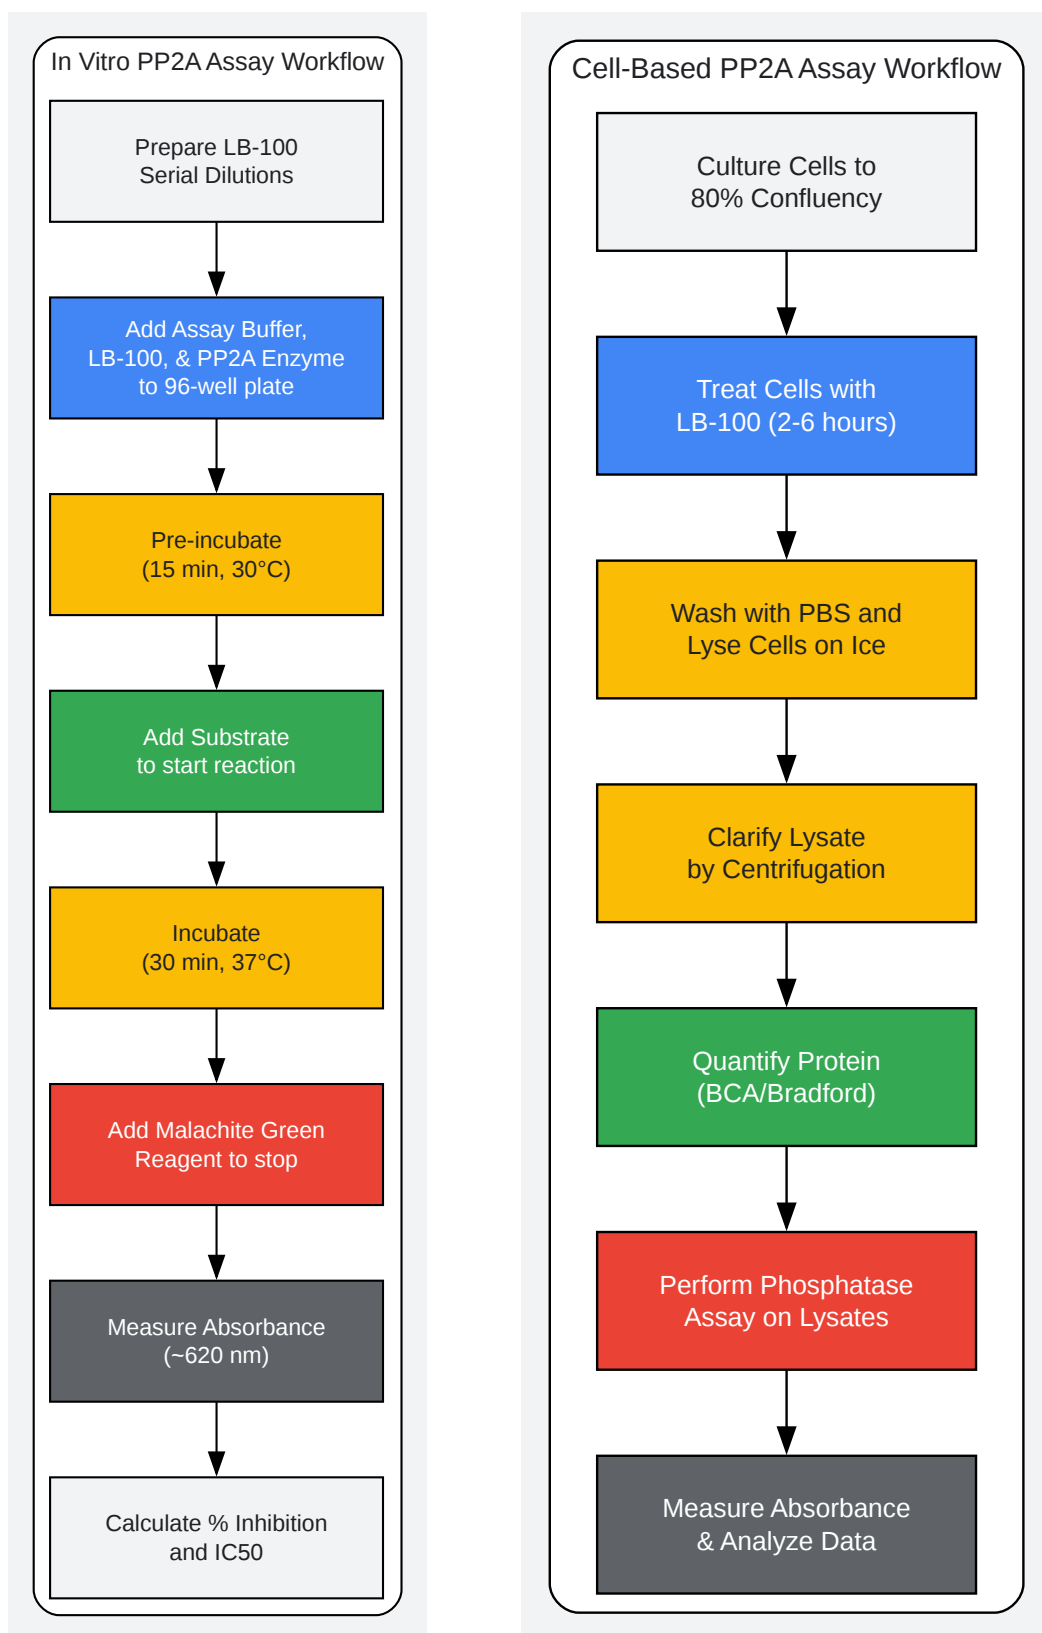 In Vitro PP2A Assay Workflow
Prepare LB-100
Serial Dilutions
Add Assay Buffer,
LB-100, & PP2A Enzyme
to 96-well plate
Pre-incubate
(15 min, 30°C)
Add Substrate
to start reaction
Incubate
(30 min, 37°C)
Add Malachite Green
Reagent to stop
Measure Absorbance
(~620 nm)
Calculate % Inhibition
and IC50
Cell-Based PP2A Assay Workflow
Culture Cells to
80% Confluency
Treat Cells with
LB-100 (2-6 hours)
Wash with PBS and
Lyse Cells on Ice
Clarify Lysate
by Centrifugation
Quantify Protein
(BCA/Bradford)
Perform Phosphatase
Assay on Lysates
Measure Absorbance
& Analyze Data